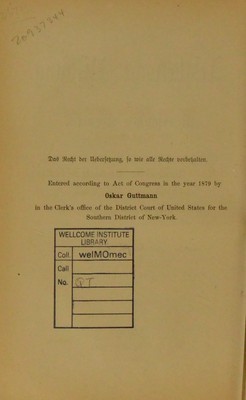 Das Recht der Uebersetzung, so wie alle Rechte vorbehalten.
Entered according to Act of Congress in the year 1879 by
Oskar Guttmann
in the Clerk's office of the District Court of United States for the
Southern District of New-York.
WELLCOME INSTITUTE
LIBRARY
Coll. welMOmec
Call
No. QT